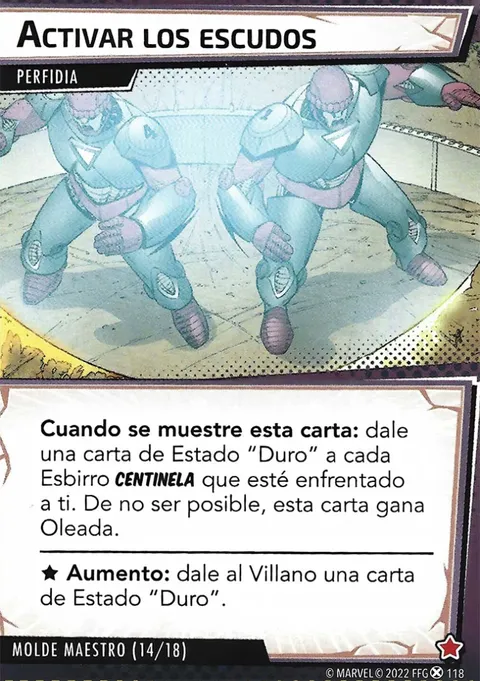 ACTIVAR LOS ESCUDOS
PERFIDIA
Cuando se muestre esta carta: dale
una carta de Estado "Duro" a cada
Esbirro CENTINELA que esté enfrentado
a ti. De no ser posible, esta carta gana
Oleada.
★ Aumento: dale al Villano una carta
de Estado "Duro".
MOLDE MAESTRO (14/18)
© MARVEL © 2022 FFG 118